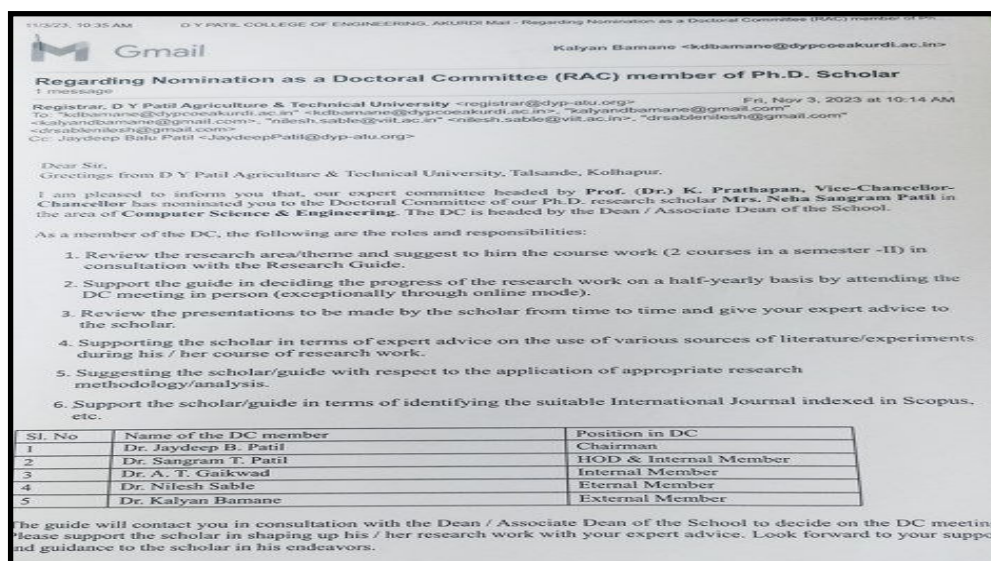 11/3/23, 10:35 AM D Y PATIL COLLEGE OF ENGINEERING, AKURDI Mail - Regarding Nomination as a Doctoral Committee (RAC) member of Ph...
Gmail
Kalyan Bamane <kdbamane@dypcoeakurdi.ac.in>
Regarding Nomination as a Doctoral Committee (RAC) member of Ph.D. Scholar
1 message
Registrar, D Y Patil Agriculture & Technical University <registrar@dyp-atu.org> Fri, Nov 3, 2023 at 10:14 AM
To: "kdbamane@dypcoeakurdi.ac.in" <kdbamane@dypcoeakurdi.ac.in>, "kalyandbamane@gmail.com"
<kalyandbamane@gmail.com>, "nilesh.sable@viit.ac.in" <nilesh.sable@viit.ac.in>, "drsablenilesh@gmail.com"
<drsablenilesh@gmail.com>
Cc: Jaydeep Balu Patil <JaydeepPatil@dyp-atu.org>
Dear Sir,
Greetings from D Y Patil Agriculture & Technical University, Talsande, Kolhapur.
I am pleased to inform you that, our expert committee headed by Prof. (Dr.) K. Prathapan, Vice-Chancellor-
Chancellor has nominated you to the Doctoral Committee of our Ph.D. research scholar Mrs. Neha Sangram Patil in
the area of Computer Science & Engineering. The DC is headed by the Dean / Associate Dean of the School.
As a member of the DC, the following are the roles and responsibilities:
1. Review the research area/theme and suggest to him the course work (2 courses in a semester -II) in
consultation with the Research Guide.
2. Support the guide in deciding the progress of the research work on a half-yearly basis by attending the
DC meeting in person (exceptionally through online mode).
3. Review the presentations to be made by the scholar from time to time and give your expert advice to
the scholar.
4. Supporting the scholar in terms of expert advice on the use of various sources of literature/experiments
during his / her course of research work.
5. Suggesting the scholar/guide with respect to the application of appropriate research
methodology/analysis.
6. Support the scholar/guide in terms of identifying the suitable International Journal indexed in Scopus,
etc.
Sl. No Name of the DC member Position in DC
1 Dr. Jaydeep B. Patil Chairman
2 Dr. Sangram T. Patil HOD & Internal Member
3 Dr. A. T. Gaikwad Internal Member
4 Dr. Nilesh Sable Eternal Member
5 Dr. Kalyan Bamane External Member
The guide will contact you in consultation with the Dean / Associate Dean of the School to decide on the DC meetin
Please support the scholar in shaping up his / her research work with your expert advice. Look forward to your suppo
and guidance to the scholar in his endeavors.